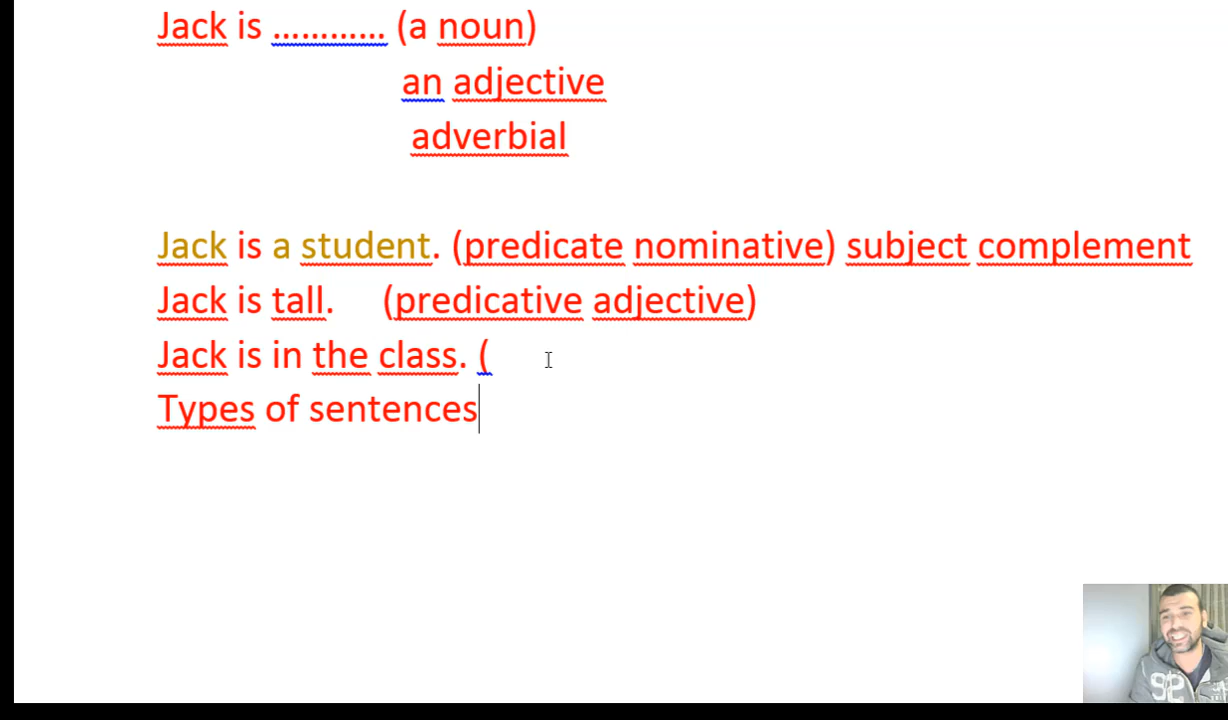 Jack is ............ (a noun)
an adjective
adverbial
Jack is a student. (predicate nominative) subject complement
Jack is tall. (predicative adjective)
Jack is in the class. (
Types of sentences
92